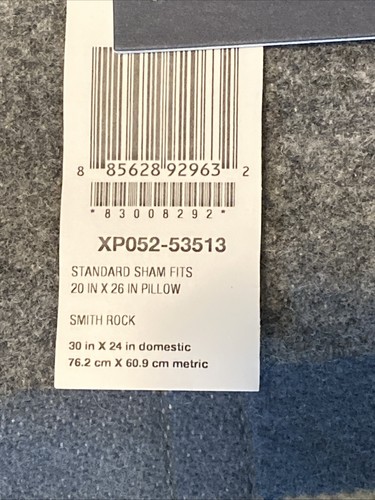 8 85628 92963 2
*83008292*
XP052-53513
STANDARD SHAM FITS
20 IN X 26 IN PILLOW
SMITH ROCK
30 in X 24 in domestic
76.2 cm X 60.9 cm metric